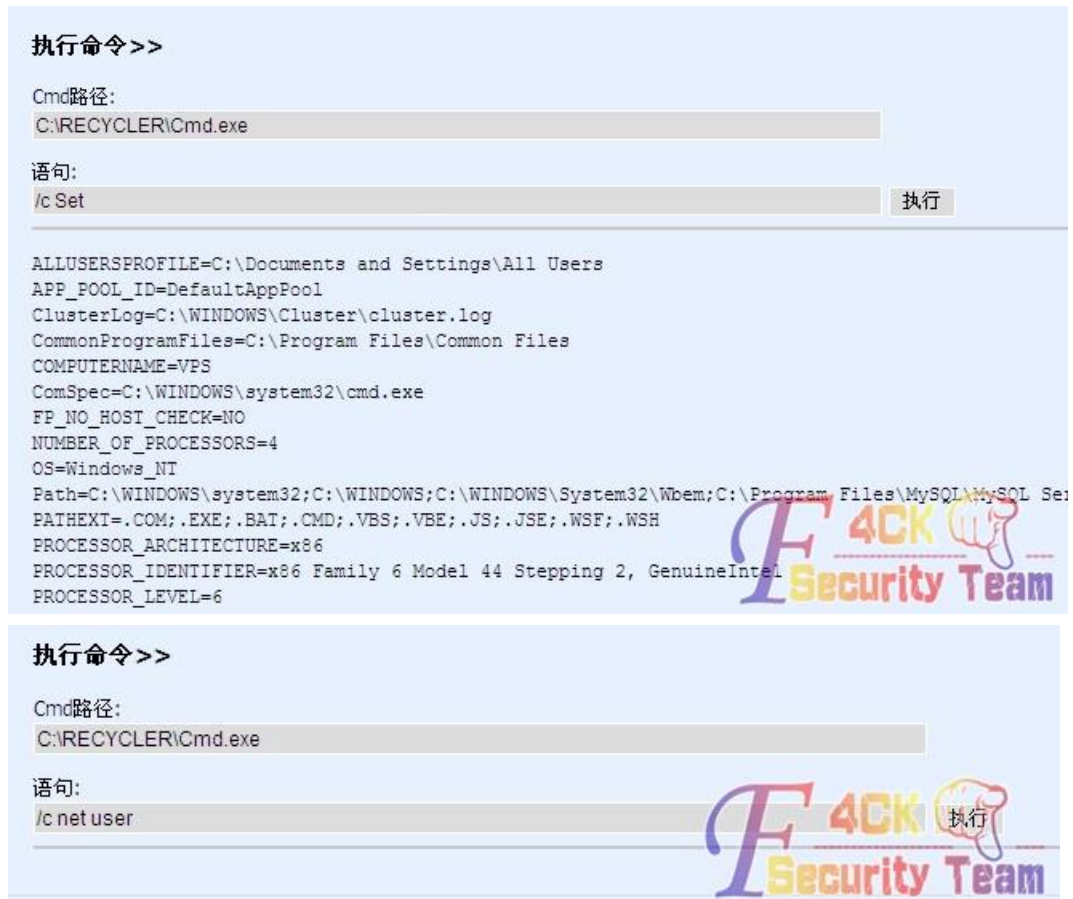 执行命令>>
Cmd路径:
C:\RECYCLER\Cmd.exe
语句:
/c Set
执行
ALLUSERSPROFILE=C:\Documents and Settings\All Users
APP_POOL_ID=DefaultAppPool
ClusterLog=C:\WINDOWS\Cluster\cluster.log
CommonProgramFiles=C:\Program Files\Common Files
COMPUTERNAME=VPS
ComSpec=C:\WINDOWS\system32\cmd.exe
FP_NO_HOST_CHECK=NO
NUMBER_OF_PROCESSORS=4
OS=Windows_NT
Path=C:\WINDOWS\system32;C:\WINDOWS;C:\WINDOWS\System32\Wbem;C:\Program Files\MySQL\MySQL Ser
PATHEXT=.COM;.EXE;.BAT;.CMD;.VBS;.VBE;.JS;.JSE;.WSF;.WSH
PROCESSOR_ARCHITECTURE=x86
PROCESSOR_IDENTIFIER=x86 Family 6 Model 44 Stepping 2, GenuineIntel
PROCESSOR_LEVEL=6
F4CK
Security Team
执行命令>>
Cmd路径:
C:\RECYCLER\Cmd.exe
语句:
/c net user
执行
F4CK
Security Team